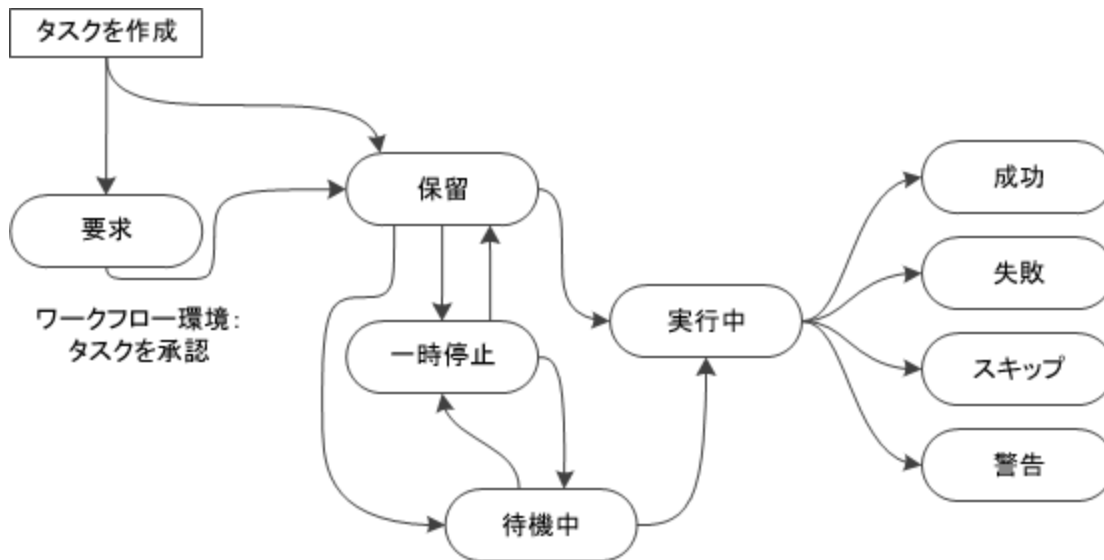 タスクを作成
要求
ワークフロー環境:
タスクを承認
保留
一時停止
待機中
実行中
成功
失敗
スキップ
警告